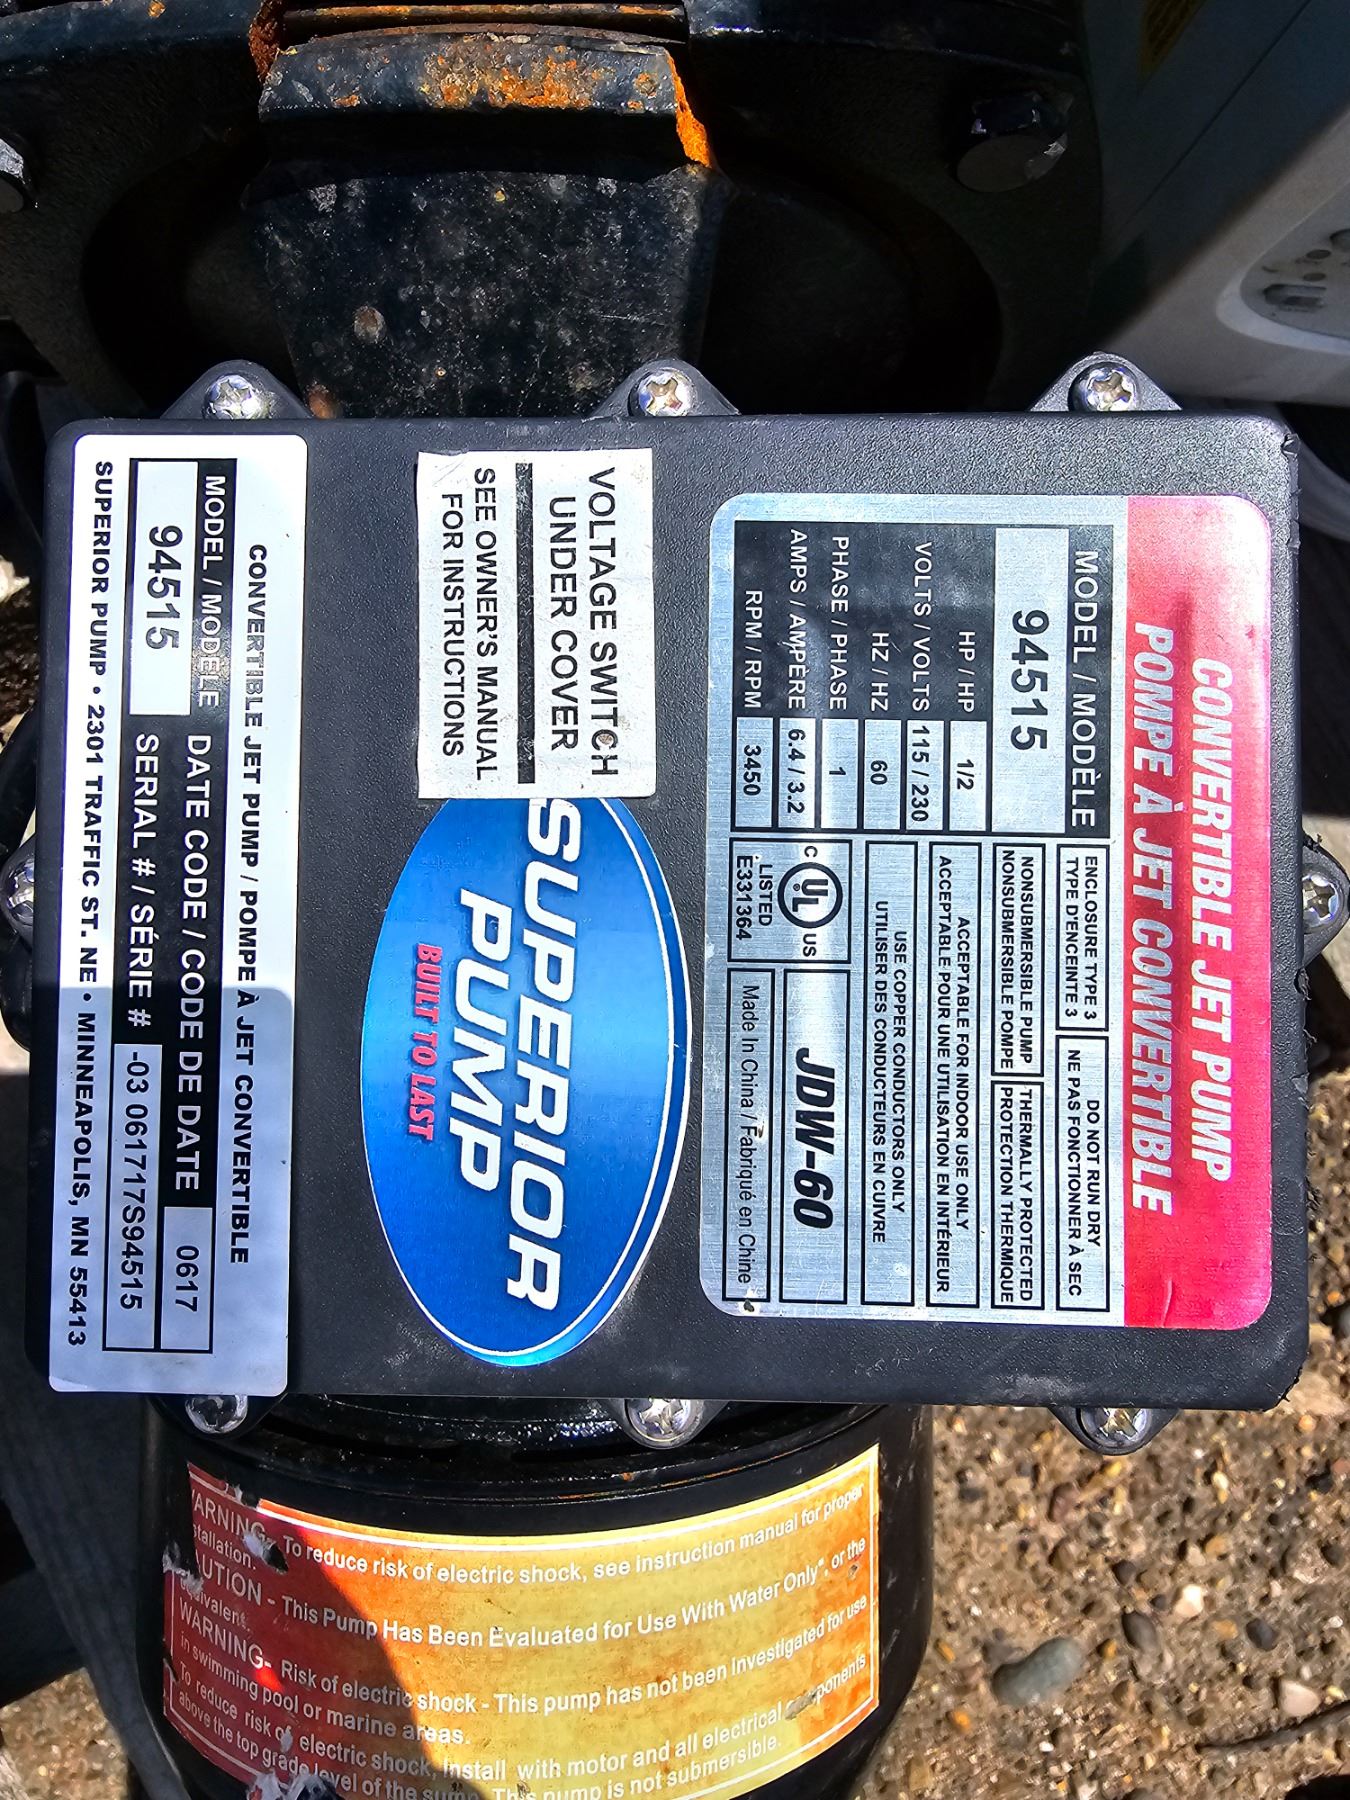 CONVERTIBLE JET PUMP
POMPE À JET CONVERTIBLE
MODEL / MODÈLE
94515
HP / HP 1/2
VOLTS / VOLTS 115 / 230
HZ / HZ 60
PHASE / PHASE 1
AMPS / AMPÈRE 6.4 / 3.2
RPM / RPM 3450
ENCLOSURE TYPE 3
TYPE D'ENCEINTE 3
DO NOT RUN DRY
NE PAS FONCTIONNER À SEC
NONSUBMERSIBLE PUMP
NONSUBMERSIBLE POMPE
THERMALLY PROTECTED
PROTECTION THERMIQUE
ACCEPTABLE FOR INDOOR USE ONLY
ACCEPTABLE POUR UNE UTILISATION EN INTÉRIEUR
USE COPPER CONDUCTORS ONLY
UTILISER DES CONDUCTEURS EN CUIVRE
C UL US
LISTED
E331364
JDW-60
Made In China / Fabriqué en Chine
VOLTAGE SWITCH
UNDER COVER
SEE OWNER'S MANUAL
FOR INSTRUCTIONS
SUPERIOR
PUMP
BUILT TO LAST
CONVERTIBLE JET PUMP / POMPE À JET CONVERTIBLE
MODEL / MODÈLE DATE CODE / CODE DE DATE 0617
94515 SERIAL # / SÉRIE # -03 061717S94515
SUPERIOR PUMP • 2301 TRAFFIC ST. NE • MINNEAPOLIS, MN 55413
ARNING- To reduce risk of electric shock, see instruction manual for proper
stallation.
UTION - This Pump Has Been Evaluated for Use With Water Only", or the
uivalent.
WARNING- Risk of electric shock - This pump has not been investigated for use
in swimming pool or marine areas.
To reduce risk of electric shock, install with motor and all electrical components
above the top grade level of the sump This pump is not submersible.